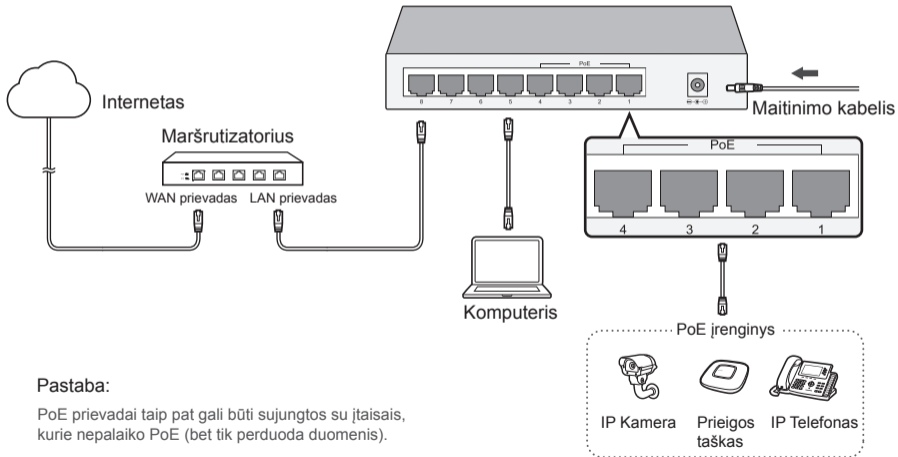 PoE
8 7 6 5 4 3 2 1
Internetas
Maitinimo kabelis
Maršrutizatorius
PoE
WAN prievadas LAN prievadas
4 3 2 1
Komputeris
PoE įrenginys
Pastaba:
PoE prievadai taip pat gali būti sujungtos su įtaisais,
kurie nepalaiko PoE (bet tik perduoda duomenis).
IP Kamera
Prieigos
taškas
IP Telefonas